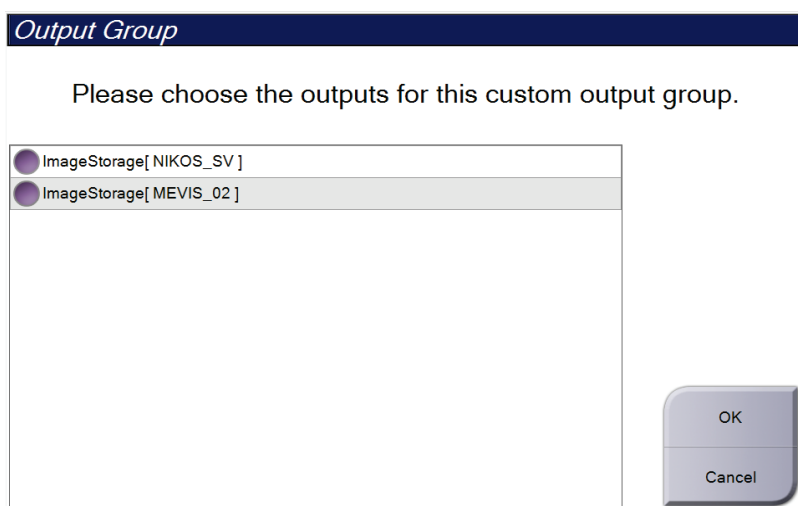 Output Group
Please choose the outputs for this custom output group.
ImageStorage[ NIKOS_SV ]
ImageStorage[ MEVIS_02 ]
OK
Cancel